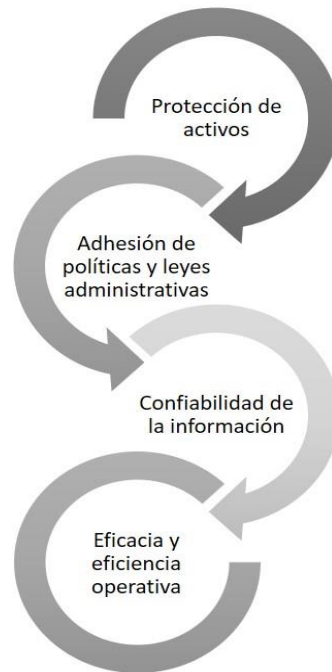 Protección de
activos
Adhesión de
políticas y leyes
administrativas
Confiabilidad de
la información
Eficacia y
eficiencia
operativa